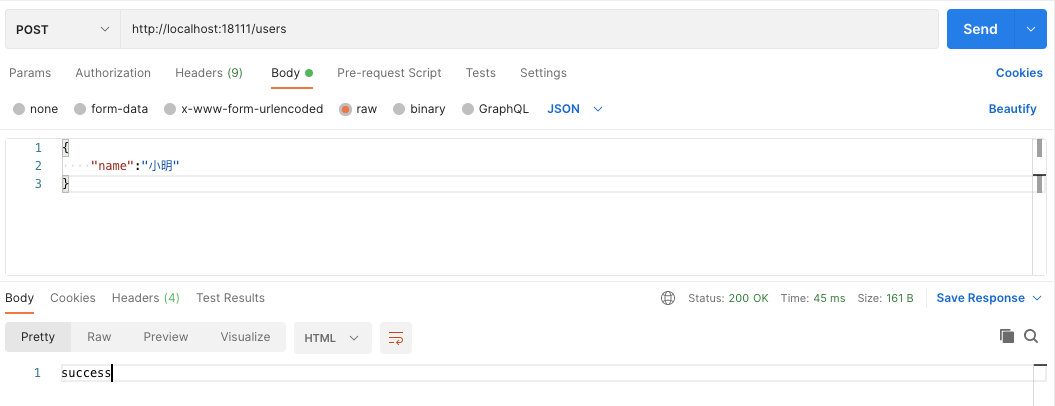 POST http://localhost:18111/users Send
Params Authorization Headers (9) Body Pre-request Script Tests Settings Cookies
none form-data x-www-form-urlencoded raw binary GraphQL JSON Beautify
1 {
2 ····"name":"小明"
3 }
Body Cookies Headers (4) Test Results Status: 200 OK Time: 45 ms Size: 161 B Save Response
Pretty Raw Preview Visualize HTML
1 success